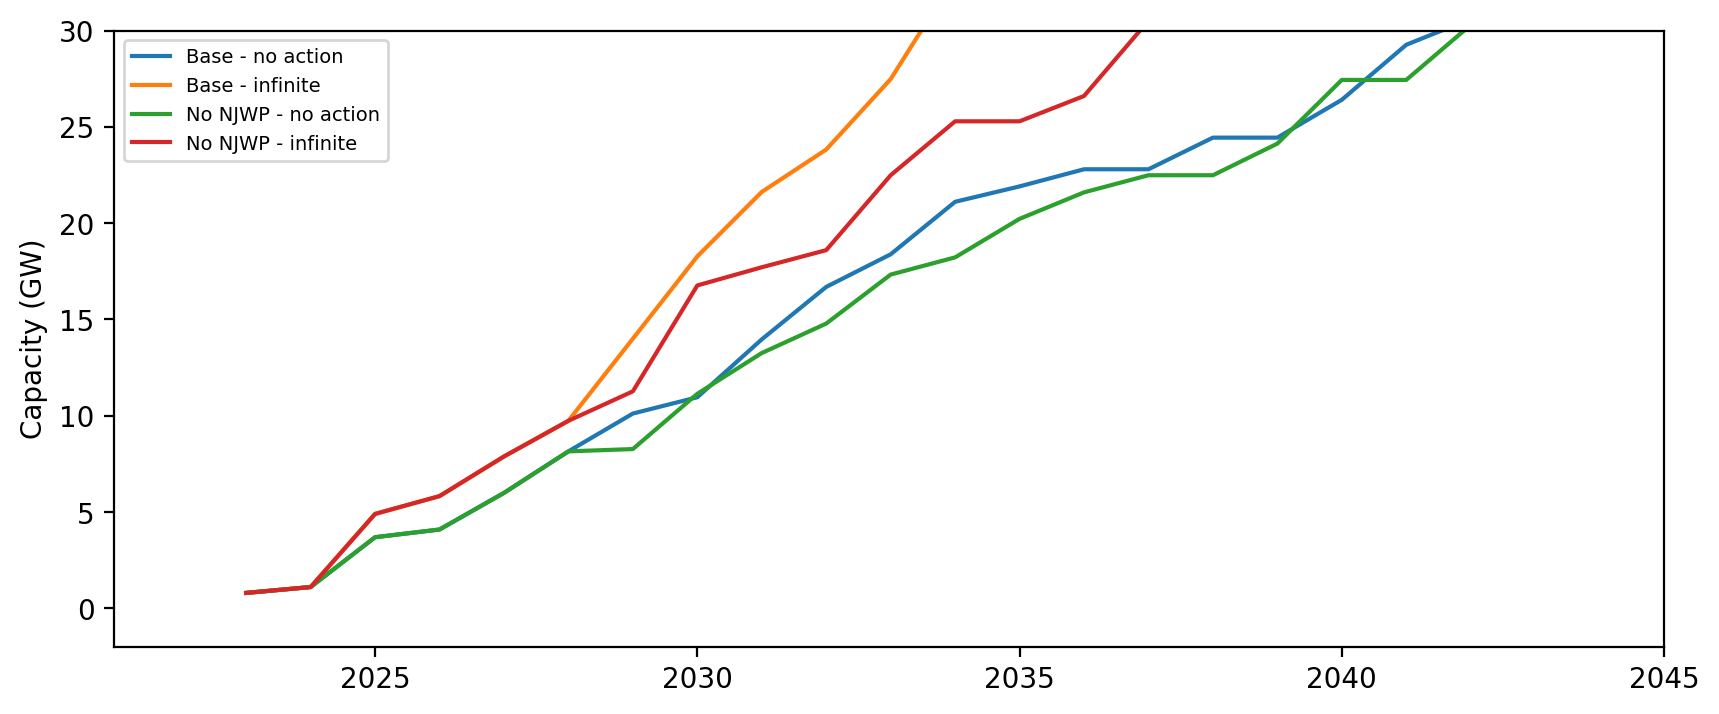 Base - no action
Base - infinite
No NJWP - no action
No NJWP - infinite
Capacity (GW)
30
25
20
15
10
5
0
2025 2030 2035 2040 2045